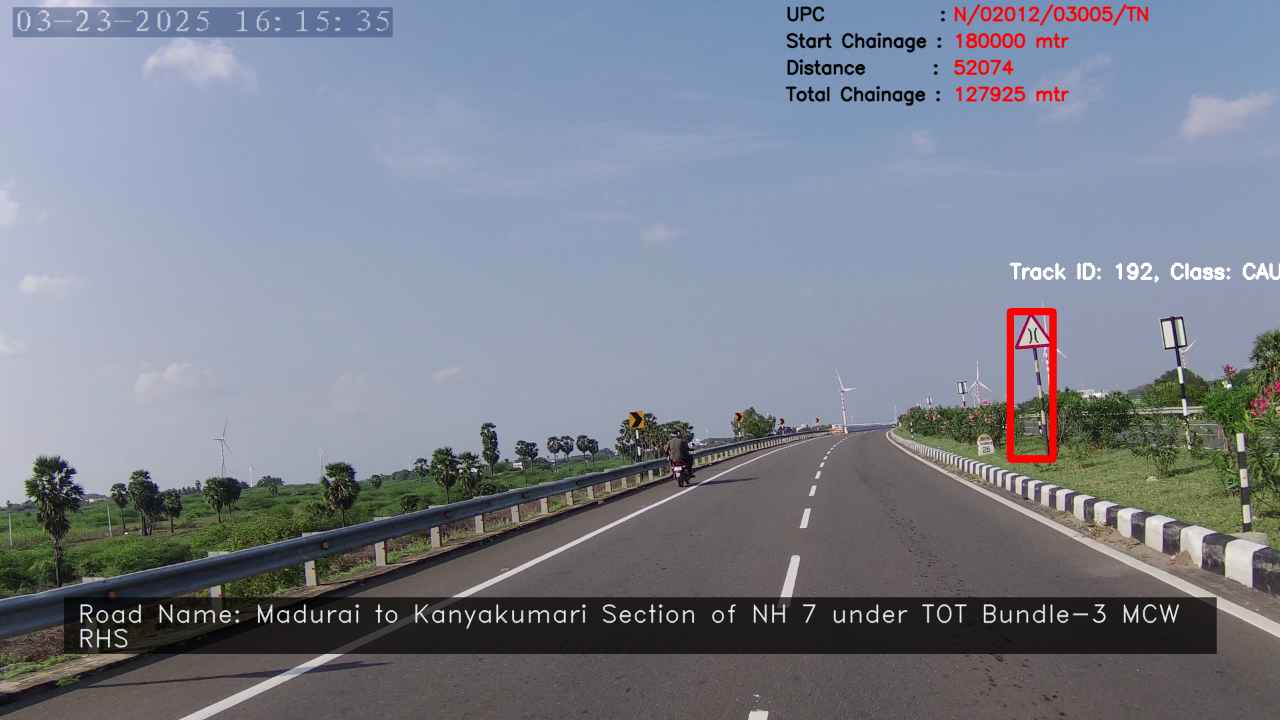 03-23-2025 16:15:35
UPC : N/02012/03005/TN
Start Chainage : 180000 mtr
Distance : 52074
Total Chainage : 127925 mtr
Track ID: 192, Class: CAU
Road Name: Madurai to Kanyakumari Section of NH 7 under TOT Bundle-3 MCW
RHS